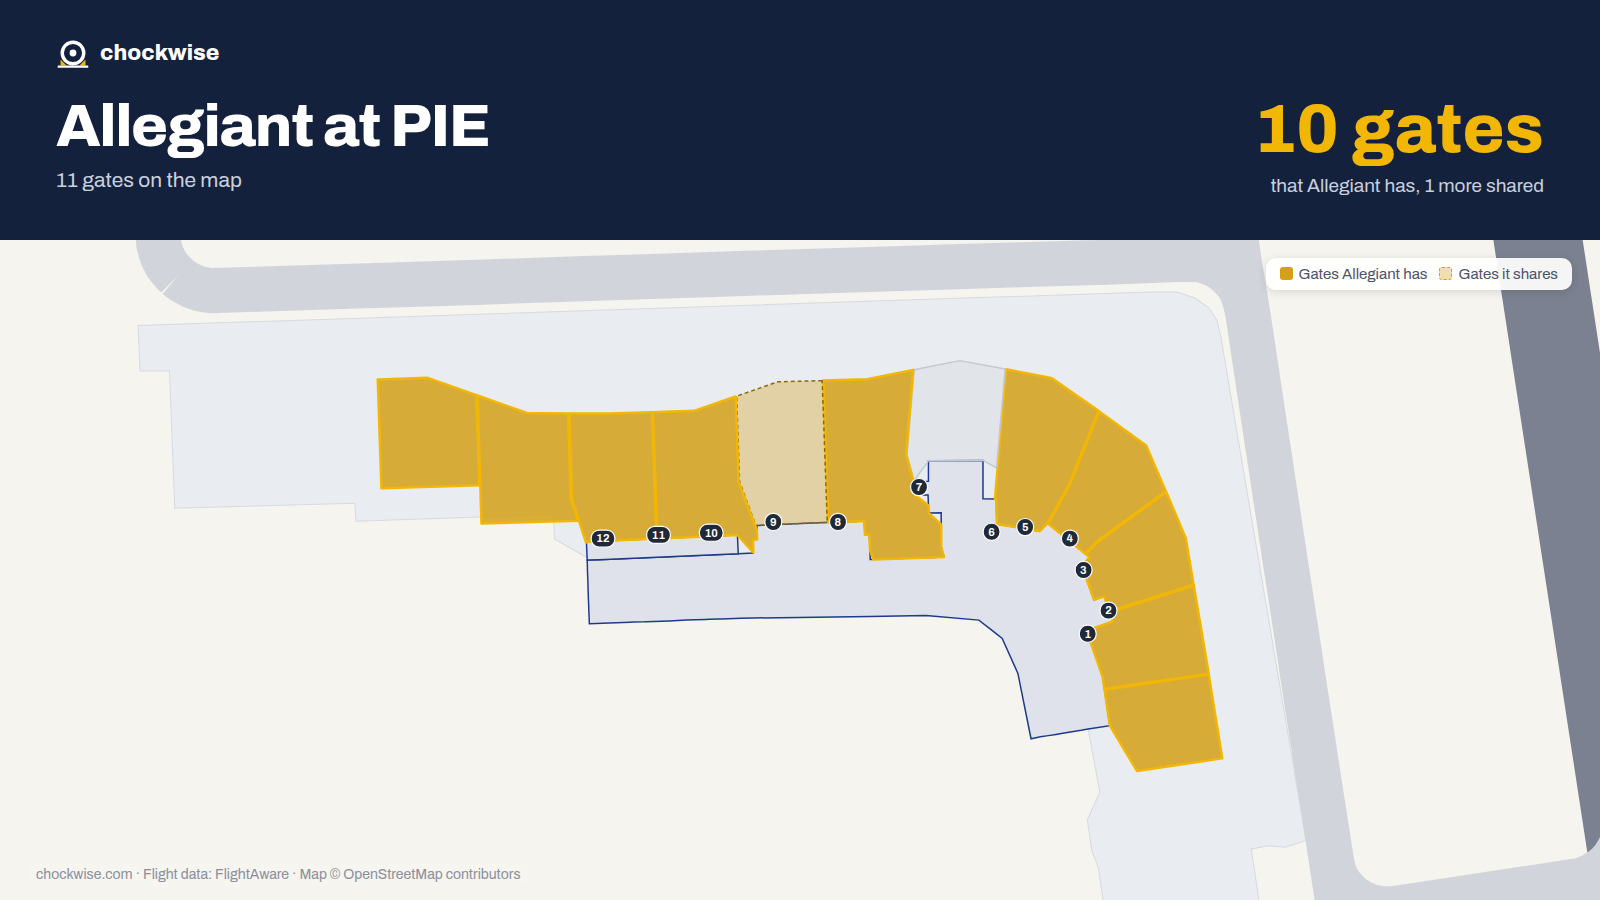 chockwise
Allegiant at PIE
11 gates on the map
10 gates
that Allegiant has, 1 more shared
Gates Allegiant has
Gates it shares
7
9
8
12
11
10
6
5
4
3
2
1
chockwise.com · Flight data: FlightAware · Map © OpenStreetMap contributors